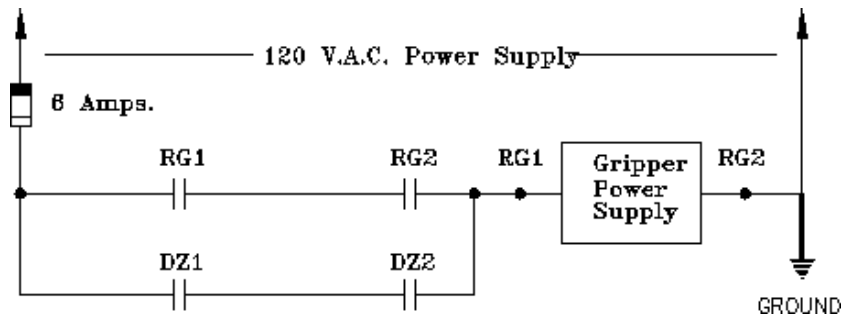 120 V.A.C. Power Supply
6 Amps.
RG1 RG2 RG1 Gripper RG2
Power
Supply
DZ1 DZ2
GROUND